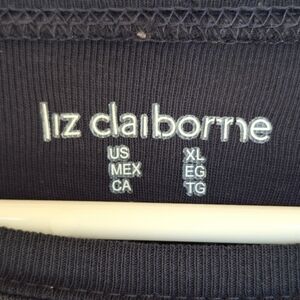 liz claiborne
US XL
MEX EG
CA TG